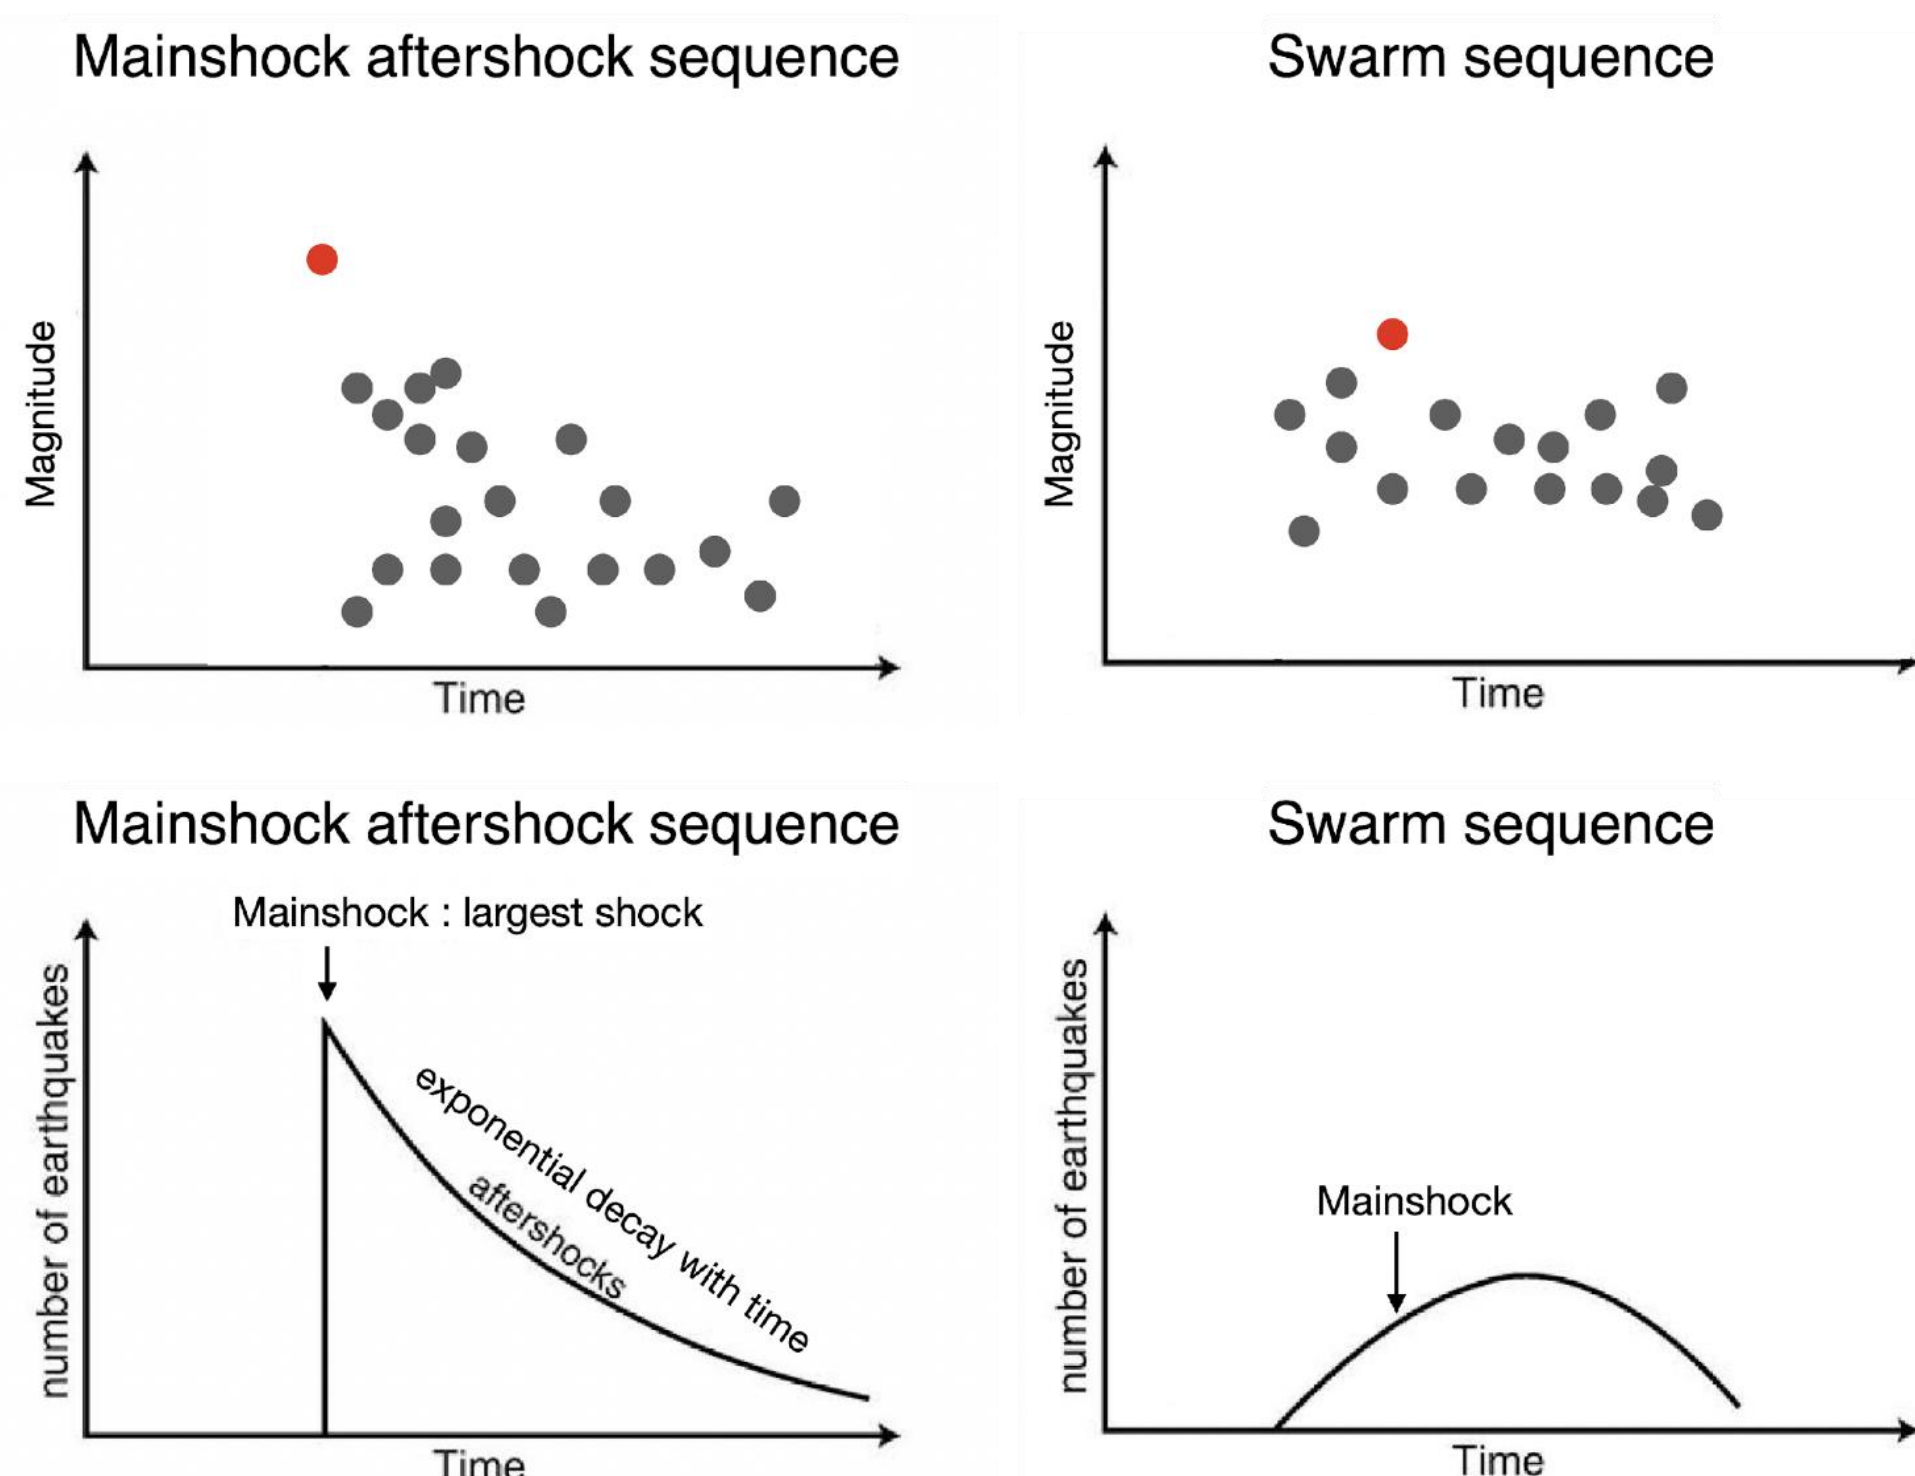 Mainshock aftershock sequence
Swarm sequence
Magnitude
Time
Magnitude
Time
Mainshock aftershock sequence
Swarm sequence
Mainshock : largest shock
number of earthquakes
exponential decay with time
aftershocks
Time
number of earthquakes
Mainshock
Time